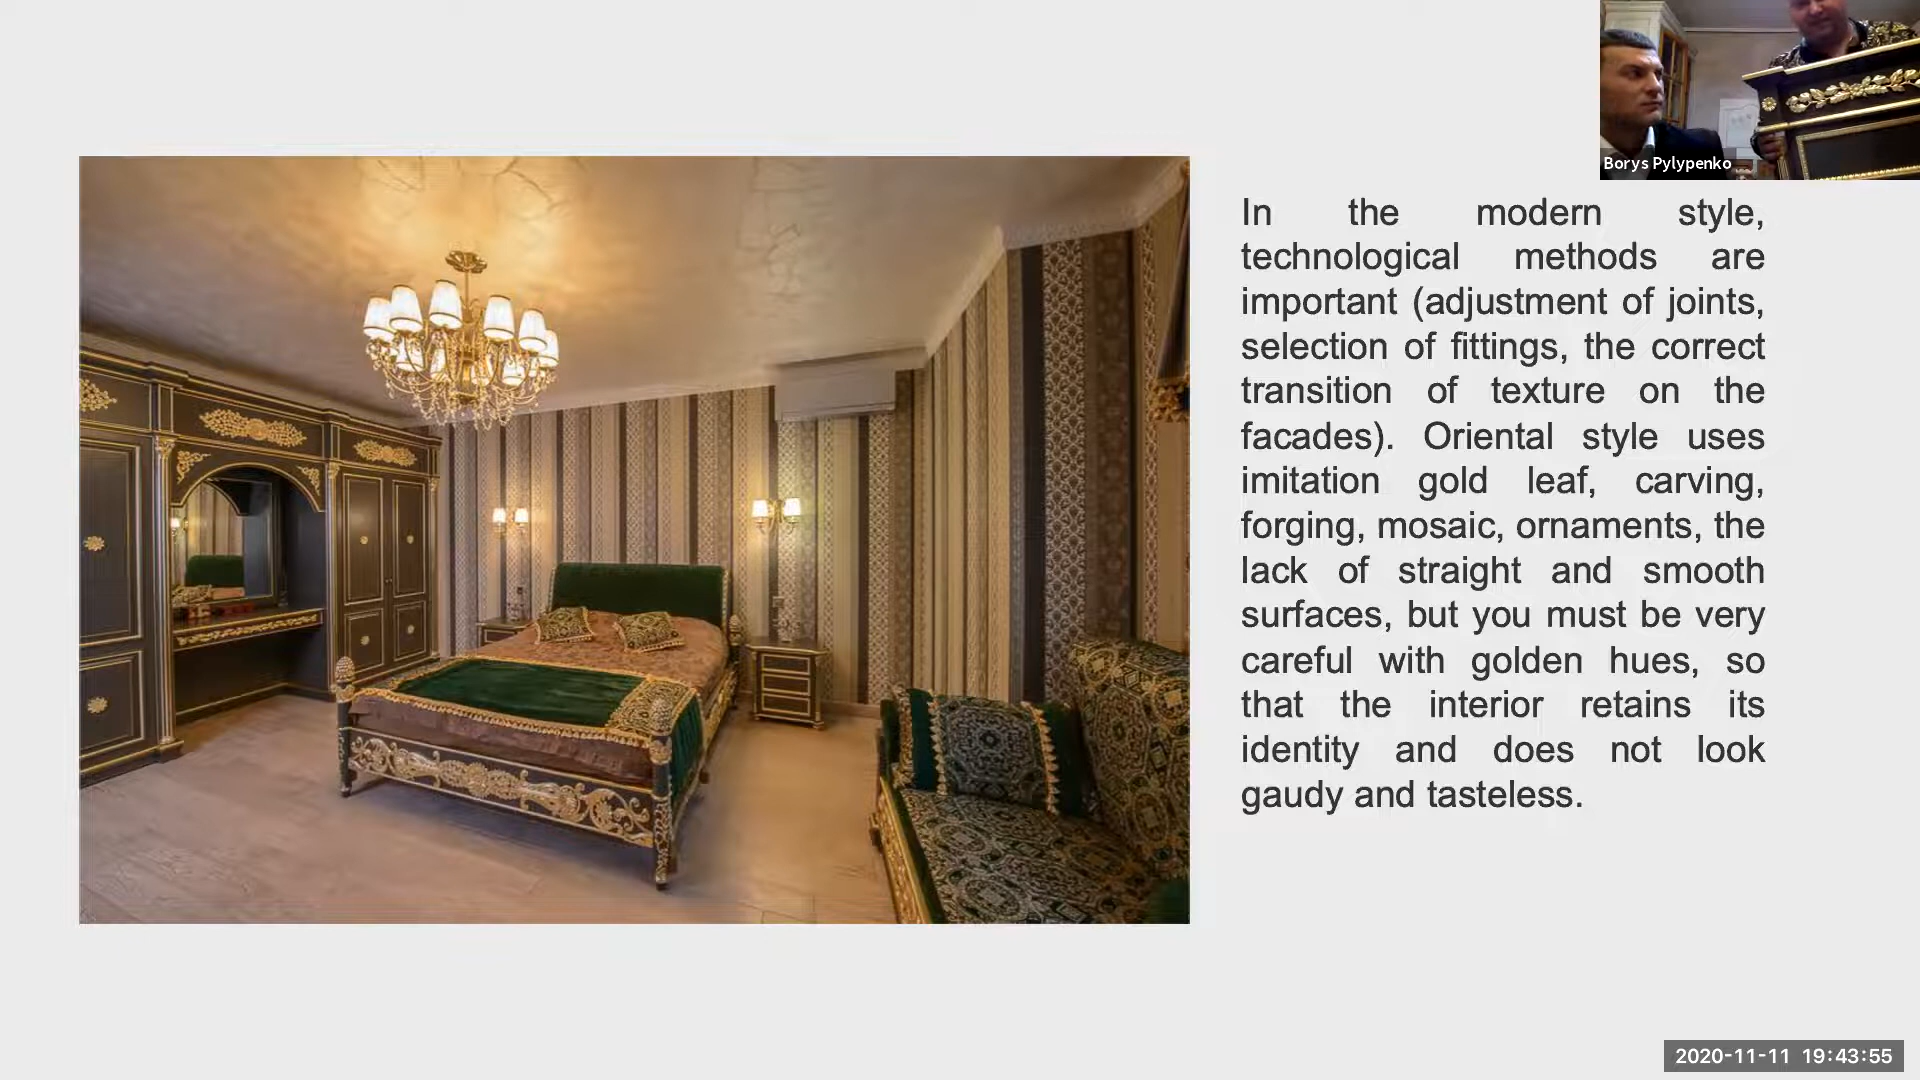 Borys Pylypenko
In the modern style,
technological methods are
important (adjustment of joints,
selection of fittings, the correct
transition of texture on the
facades). Oriental style uses
imitation gold leaf, carving,
forging, mosaic, ornaments, the
lack of straight and smooth
surfaces, but you must be very
careful with golden hues, so
that the interior retains its
identity and does not look
gaudy and tasteless.
2020-11-11 19:43:55